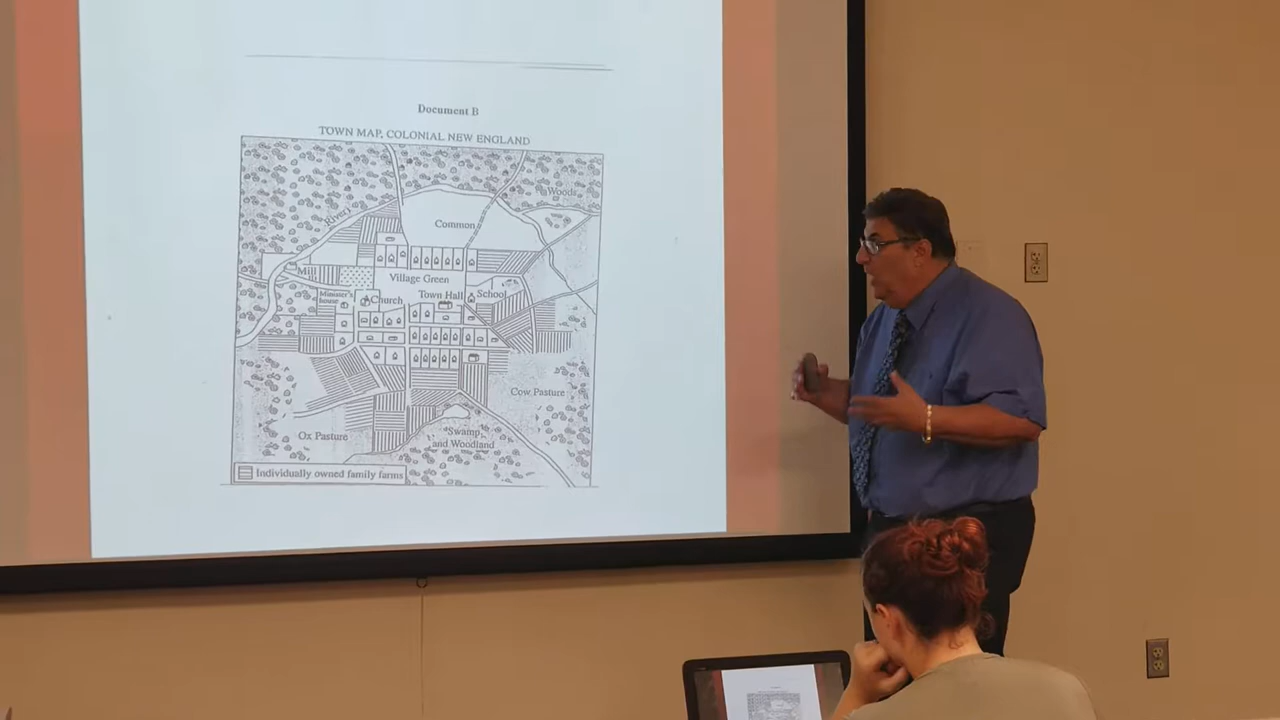 Document B
TOWN MAP, COLONIAL NEW ENGLAND
Woods
River
Common
Mill
Village Green
Minister's
house
Church
Town Hall
School
Cow Pasture
Ox Pasture
Swamp
and Woodland
Individually owned family farms